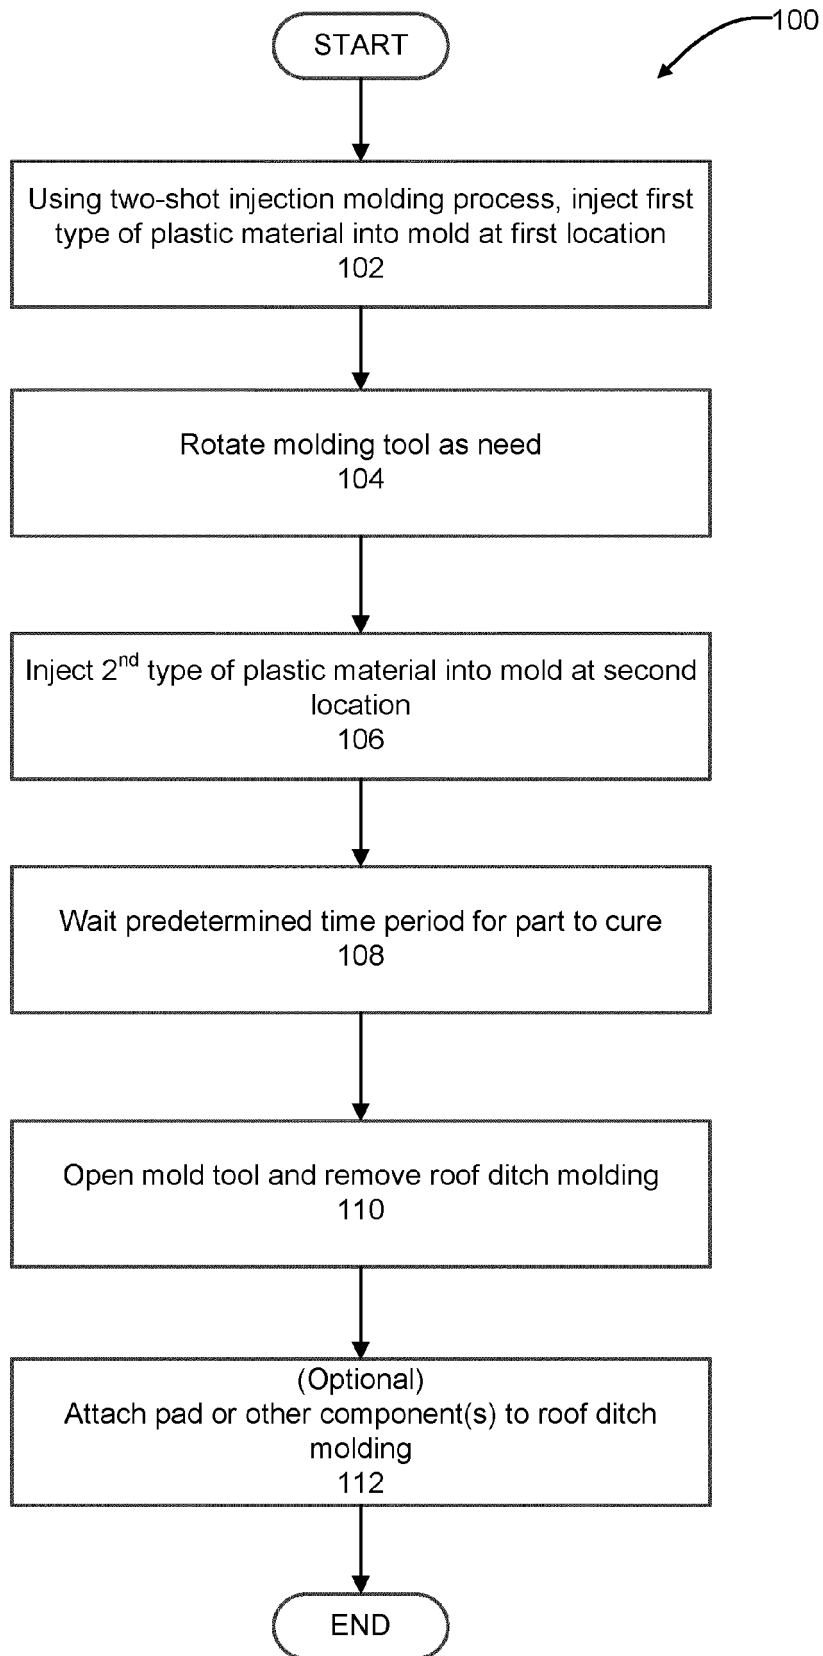 START
100
Using two-shot injection molding process, inject first
type of plastic material into mold at first location
102
Rotate molding tool as need
104
Inject 2nd type of plastic material into mold at second
location
106
Wait predetermined time period for part to cure
108
Open mold tool and remove roof ditch molding
110
(Optional)
Attach pad or other component(s) to roof ditch
molding
112
END